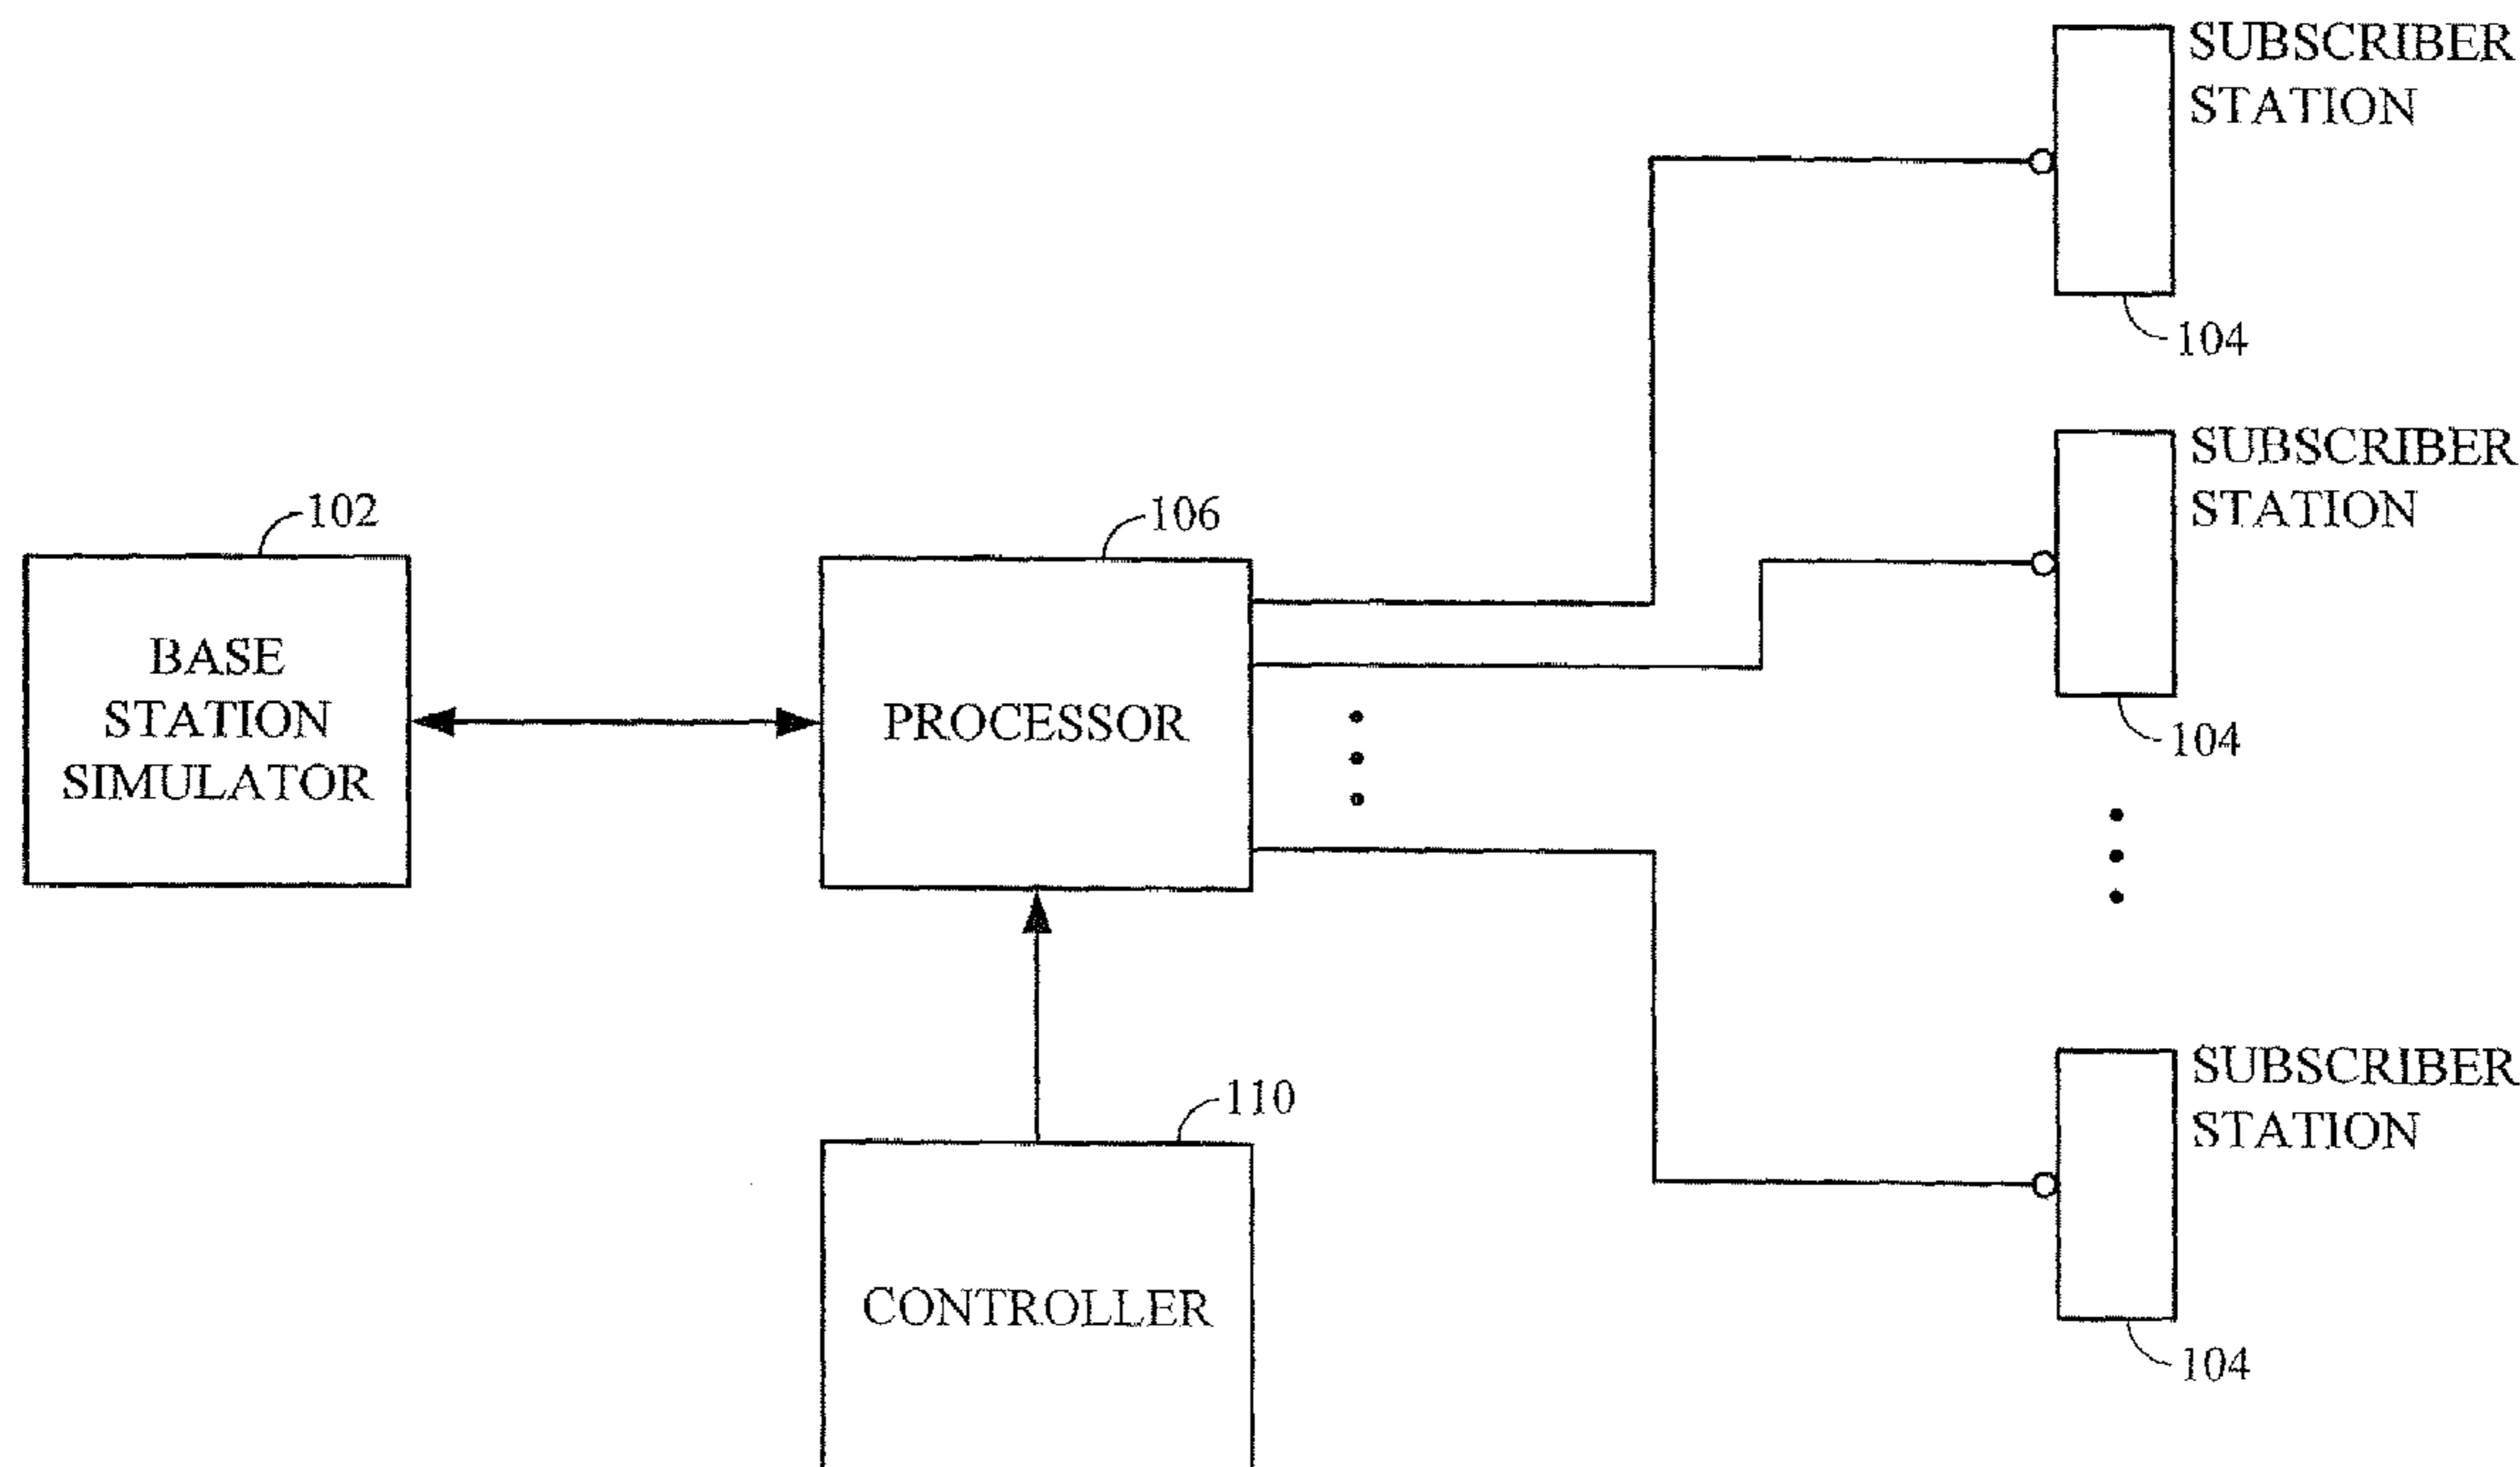 SUBSCRIBER
STATION
104
SUBSCRIBER
STATION
104
102
BASE
STATION
SIMULATOR
106
PROCESSOR
110
CONTROLLER
SUBSCRIBER
STATION
104